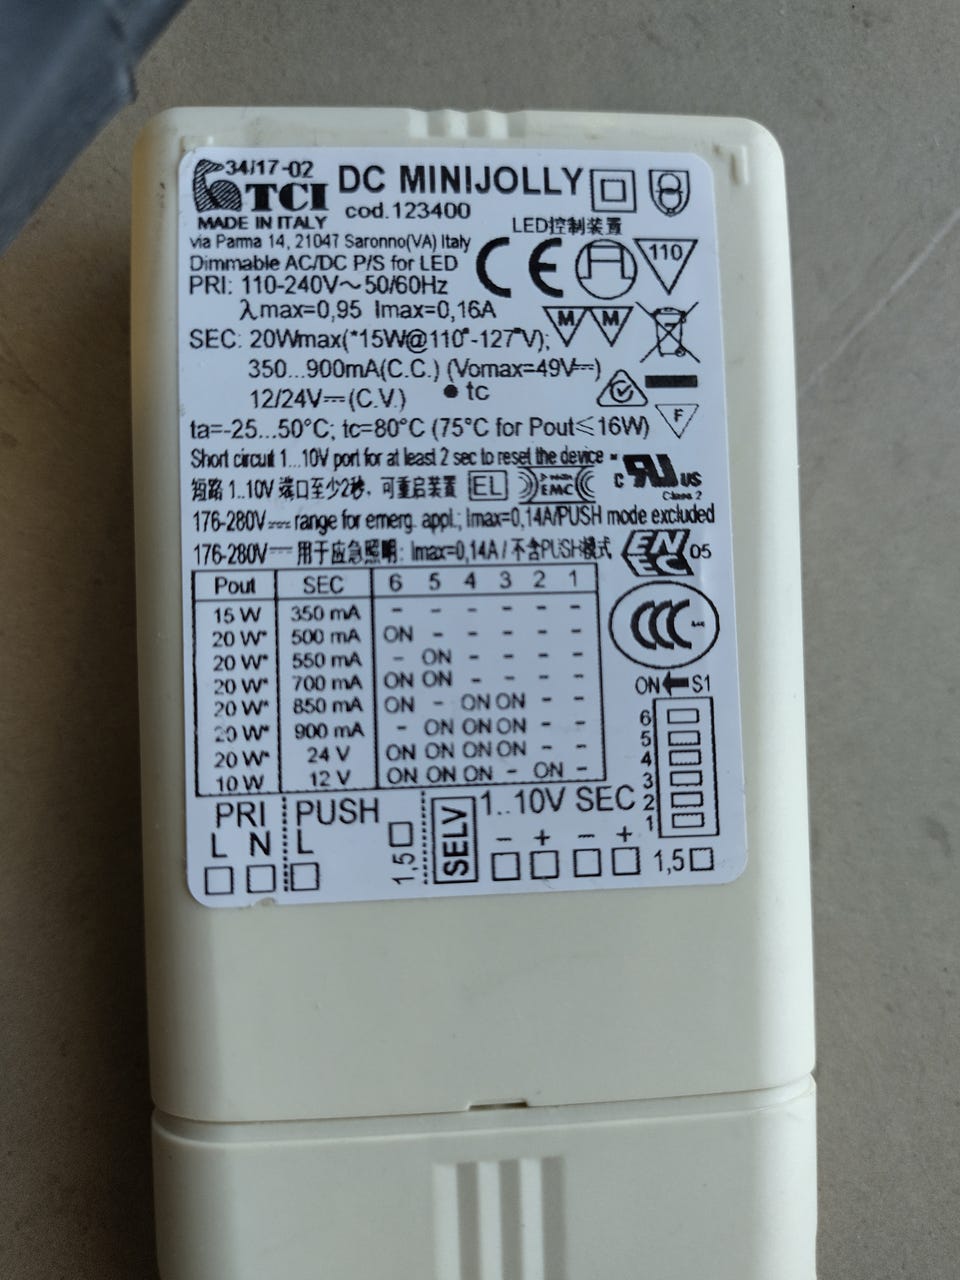 34/17-02
TCI DC MINIJOLLY
MADE IN ITALY cod.123400
LED控制装置
via Parma 14, 21047 Saronno(VA) Italy
Dimmable AC/DC P/S for LED
CE
110
PRI: 110-240V~ 50/60Hz
λmax=0,95 Imax=0,16A
M M
SEC: 20Wmax(*15W@110*-127*V);
350...900mA(C.C.) (Vomax=49V⎓)
12/24V⎓(C.V.) ● tc
ta=-25...50°C; tc=80°C (75°C for Pout≤16W)
F
Short circuit 1...10V port for at least 2 sec to reset the device
短路 1..10V 端口至少2秒, 可重启装置 EL EMC
c RU US
Class 2
176-280V⎓ range for emerg. appl.; Imax=0,14A/PUSH mode excluded
176-280V⎓ 用于应急照明: Imax=0,14A / 不含PUSH模式
ENEC 05
CCC
Pout SEC 6 5 4 3 2 1
15 W 350 mA - - - - - -
20 W* 500 mA ON - - - - -
20 W* 550 mA - ON - - - -
20 W* 700 mA ON ON - - - -
20 W* 850 mA ON - ON ON - -
20 W* 900 mA - ON ON ON - -
20 W* 24 V ON ON ON ON - -
10 W 12 V ON ON ON - ON -
ON ← S1
6
5
4
3
2
1
PRI PUSH SELV 1..10V SEC
L N L 1,5 - + - + 1,5